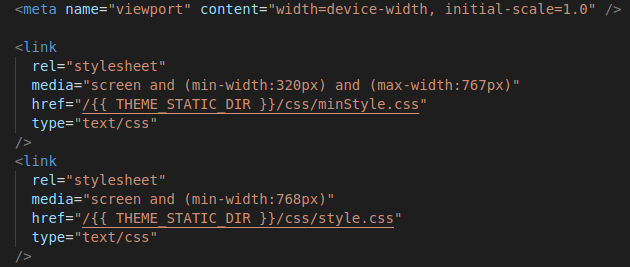 <meta name="viewport" content="width=device-width, initial-scale=1.0" />
<link
rel="stylesheet"
media="screen and (min-width:320px) and (max-width:767px)"
href="/{{ THEME_STATIC_DIR }}/css/minStyle.css"
type="text/css"
/>
<link
rel="stylesheet"
media="screen and (min-width:768px)"
href="/{{ THEME_STATIC_DIR }}/css/style.css"
type="text/css"
/>